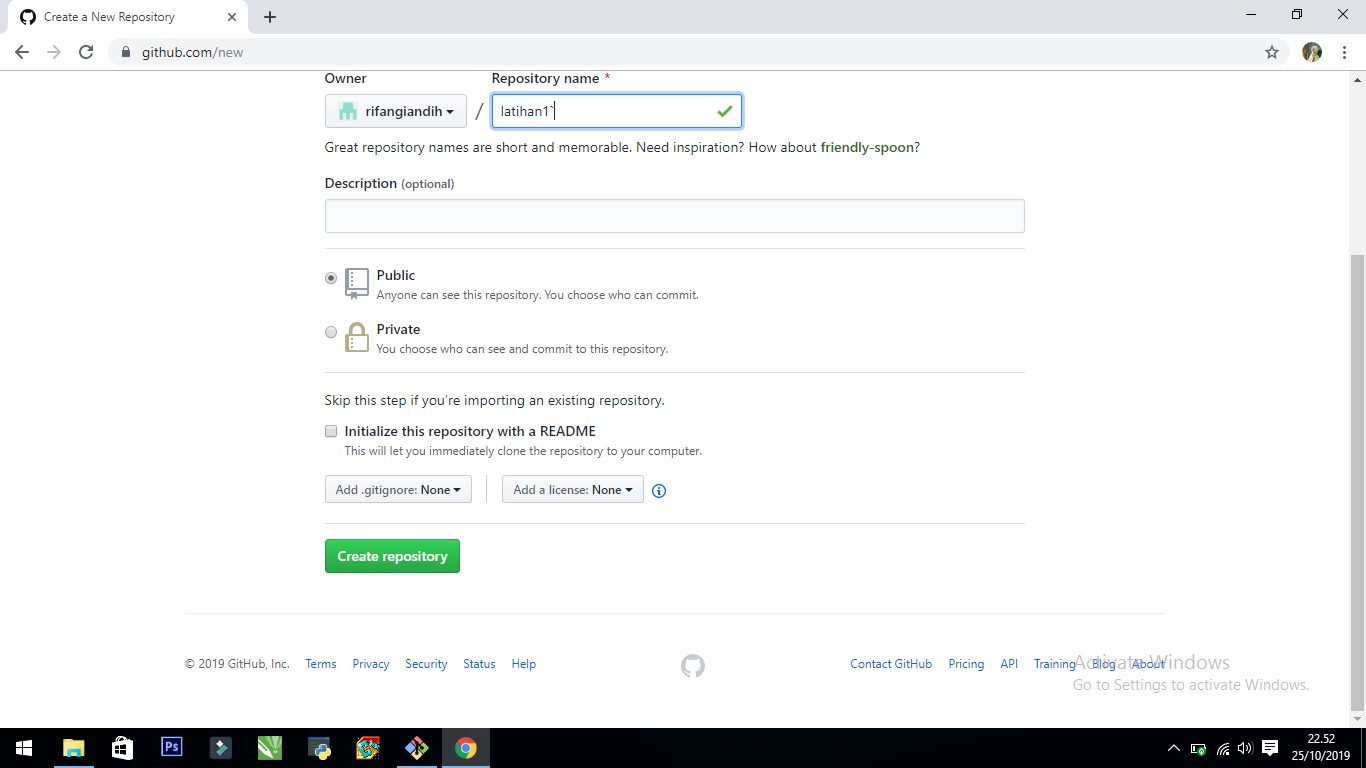 Create a New Repository
github.com/new
Owner
Repository name *
rifangiandih / latihan1`
Great repository names are short and memorable. Need inspiration? How about friendly-spoon?
Description (optional)
Public
Anyone can see this repository. You choose who can commit.
Private
You choose who can see and commit to this repository.
Skip this step if you're importing an existing repository.
Initialize this repository with a README
This will let you immediately clone the repository to your computer.
Add .gitignore: None
Add a license: None
Create repository
© 2019 GitHub, Inc. Terms Privacy Security Status Help
Contact GitHub Pricing API Training Blog About
Activate Windows
Go to Settings to activate Windows.
Ps
22.52
25/10/2019